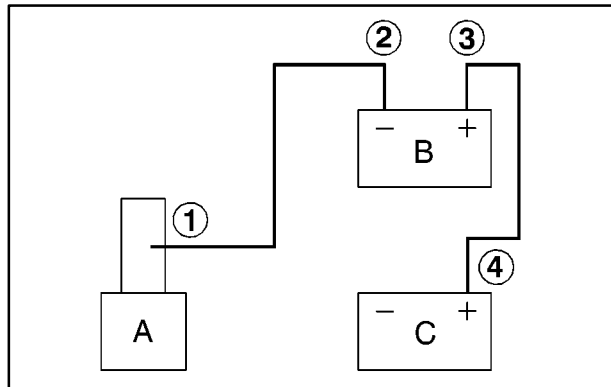 ② ③
− +
B
①
④
− +
A C